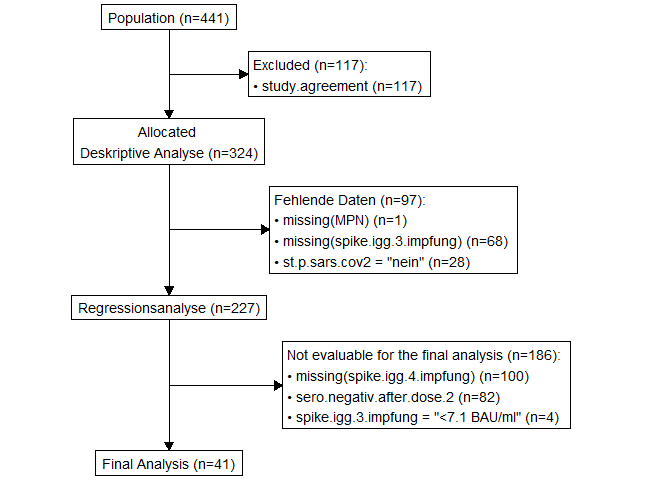 Population (n=441)
Excluded (n=117):
• study.agreement (n=117)
Allocated
Deskriptive Analyse (n=324)
Fehlende Daten (n=97):
• missing(MPN) (n=1)
• missing(spike.igg.3.impfung) (n=68)
• st.p.sars.cov2 = "nein" (n=28)
Regressionsanalyse (n=227)
Not evaluable for the final analysis (n=186):
• missing(spike.igg.4.impfung) (n=100)
• sero.negativ.after.dose.2 (n=82)
• spike.igg.3.impfung = "<7.1 BAU/ml" (n=4)
Final Analysis (n=41)